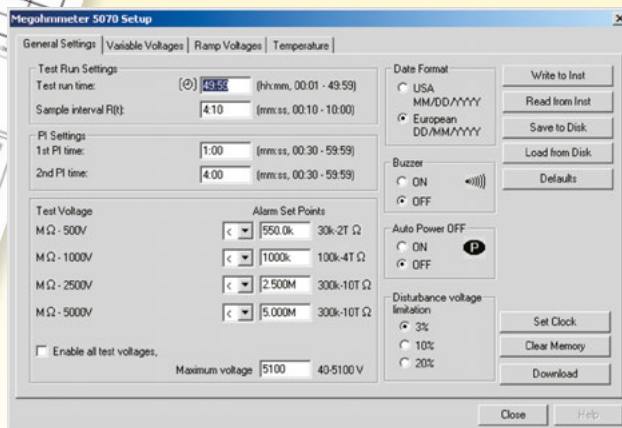 Megohmmeter 5070 Setup
General Settings Variable Voltages Ramp Voltages Temperature
Test Run Settings
Test run time: 49:59 (hh:mm, 00:01 - 49:59)
Sample interval R(t): 4:10 (mm:ss, 00:10 - 10:00)
PI Settings
1st PI time: 1:00 (mm:ss, 00:30 - 59:59)
2nd PI time: 4:00 (mm:ss, 00:30 - 59:59)
Test Voltage Alarm Set Points
MΩ - 500V < 550.0k 30k-2T Ω
MΩ - 1000V < 1000k 100k-4T Ω
MΩ - 2500V < 2.500M 300k-10T Ω
MΩ - 5000V < 5.000M 300k-10T Ω
Enable all test voltages,
Maximum voltage 5100 40-5100 V
Date Format
USA
MM/DD/YYYY
European
DD/MM/YYYY
Buzzer
ON
OFF
Auto Power OFF
ON P
OFF
Disturbance voltage
limitation
3%
10%
20%
Write to Inst
Read from Inst
Save to Disk
Load from Disk
Defaults
Set Clock
Clear Memory
Download
Close Help